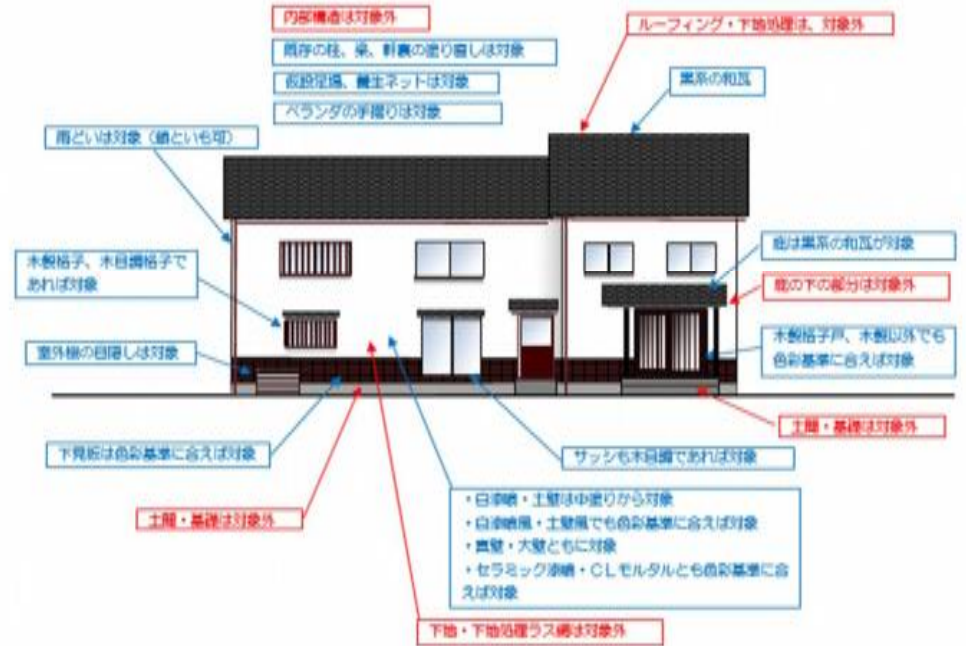 内部構造は対象外
ルーフィング・下地処理は、対象外
既存の柱、梁、軒裏の塗り直しは対象
仮設足場、養生ネットは対象
黒系の和瓦
ベランダの手摺りは対象
雨どいは対象（鎖といも可）
庇は黒系の和瓦が対象
木製格子、木目調格子で
あれば対象
庇の下の部分は対象外
木製格子戸、木製以外でも
色彩基準に合えば対象
室外機の目隠しは対象
土間・基礎は対象外
下見板は色彩基準に合えば対象
サッシも木目調であれば対象
・白漆喰・土壁は中塗りから対象
・白漆喰風・土壁風でも色彩基準に合えば対象
・真壁・大壁ともに対象
・セラミック漆喰・CLモルタルとも色彩基準に合
えば対象
土間・基礎は対象外
下地・下地処理ラス網は対象外